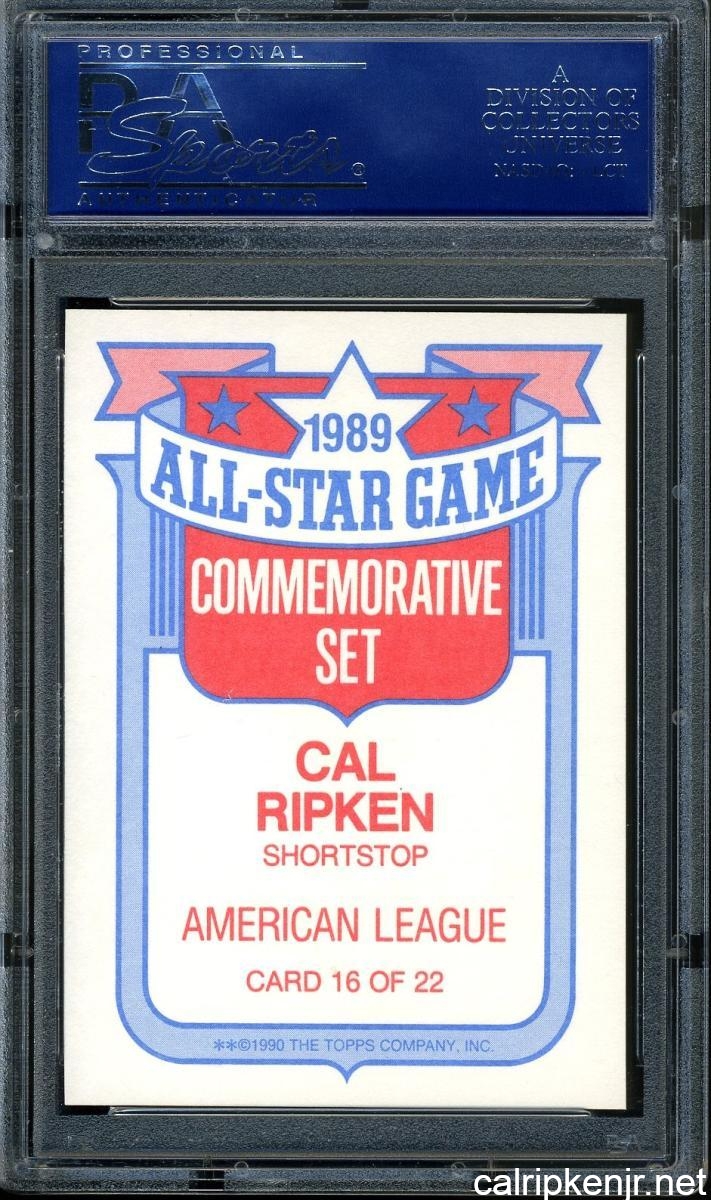 PROFESSIONAL
PSA
Sports
AUTHENTICATOR
A
DIVISION OF
COLLECTORS
UNIVERSE
1989
ALL-STAR GAME
COMMEMORATIVE
SET
CAL
RIPKEN
SHORTSTOP
AMERICAN LEAGUE
CARD 16 OF 22
**©1990 THE TOPPS COMPANY, INC.
PSA
calripkenjr.net